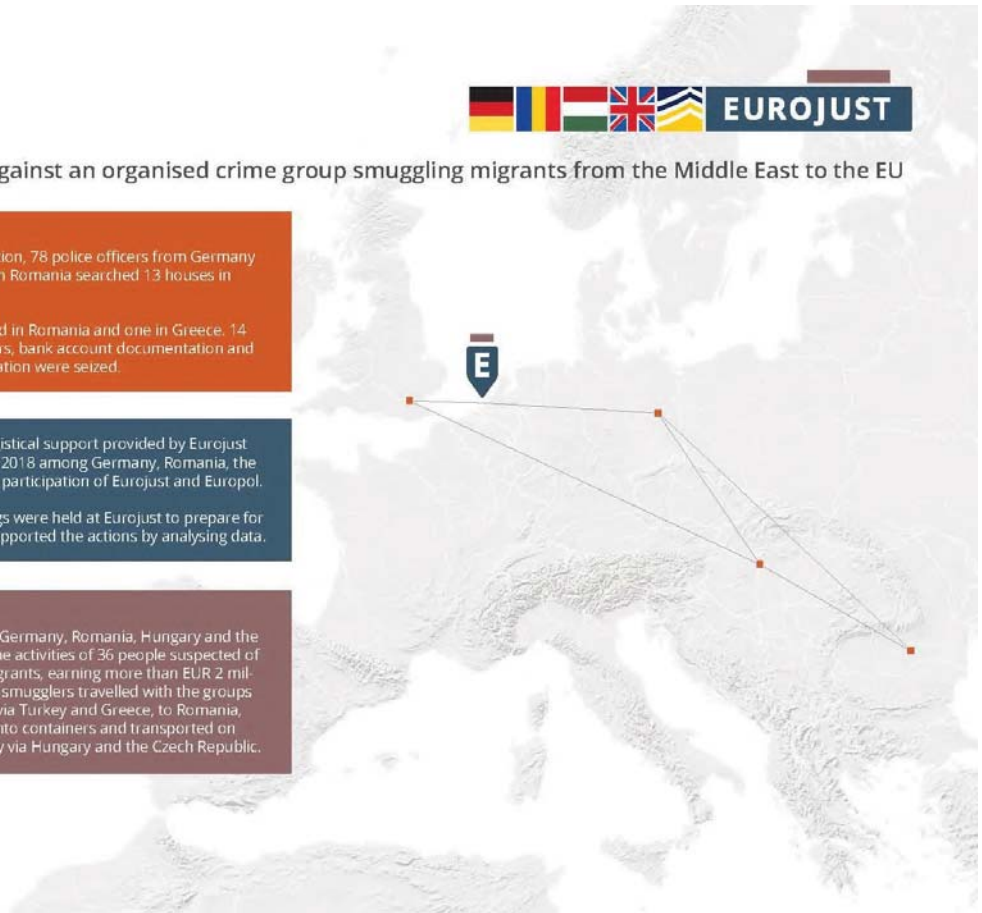 EUROJUST
gainst an organised crime group smuggling migrants from the Middle East to the EU
ion, 78 police officers from Germany
n Romania searched 13 houses in
d in Romania and one in Greece. 14
rs, bank account documentation and
ation were seized.
E
istical support provided by Eurojust
2018 among Germany, Romania, the
participation of Eurojust and Europol.
gs were held at Eurojust to prepare for
pported the actions by analysing data.
Germany, Romania, Hungary and the
ne activities of 36 people suspected of
grants, earning more than EUR 2 mil-
smugglers travelled with the groups
via Turkey and Greece, to Romania,
nto containers and transported on
y via Hungary and the Czech Republic.